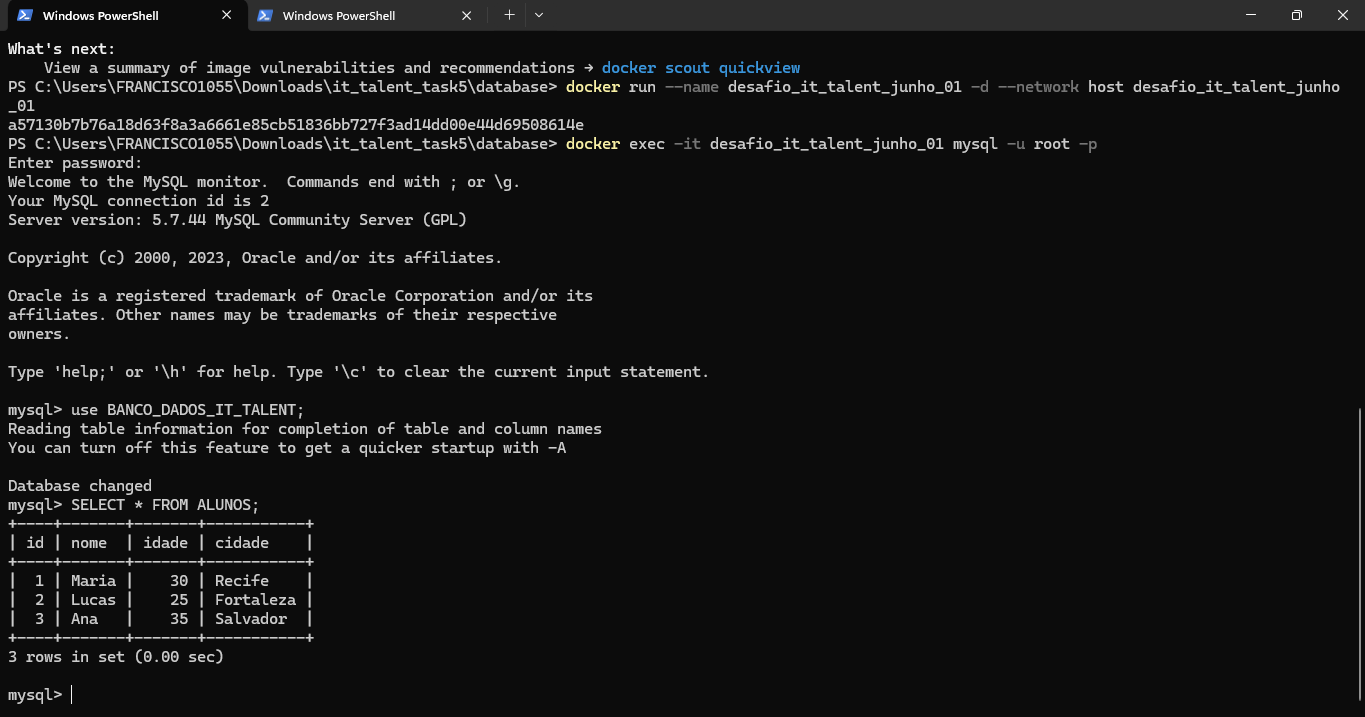 Windows PowerShell
Windows PowerShell
What's next:
    View a summary of image vulnerabilities and recommendations → docker scout quickview
PS C:\Users\FRANCISCO1055\Downloads\it_talent_task5\database> docker run --name desafio_it_talent_junho_01 -d --network host desafio_it_talent_junho
_01
a57130b7b76a18d63f8a3a6661e85cb51836bb727f3ad14dd00e44d69508614e
PS C:\Users\FRANCISCO1055\Downloads\it_talent_task5\database> docker exec -it desafio_it_talent_junho_01 mysql -u root -p
Enter password:
Welcome to the MySQL monitor.  Commands end with ; or \g.
Your MySQL connection id is 2
Server version: 5.7.44 MySQL Community Server (GPL)

Copyright (c) 2000, 2023, Oracle and/or its affiliates.

Oracle is a registered trademark of Oracle Corporation and/or its
affiliates. Other names may be trademarks of their respective
owners.

Type 'help;' or '\h' for help. Type '\c' to clear the current input statement.

mysql> use BANCO_DADOS_IT_TALENT;
Reading table information for completion of table and column names
You can turn off this feature to get a quicker startup with -A

Database changed
mysql> SELECT * FROM ALUNOS;
+----+-------+-------+-----------+
| id | nome  | idade | cidade    |
+----+-------+-------+-----------+
|  1 | Maria |    30 | Recife    |
|  2 | Lucas |    25 | Fortaleza |
|  3 | Ana   |    35 | Salvador  |
+----+-------+-------+-----------+
3 rows in set (0.00 sec)

mysql>